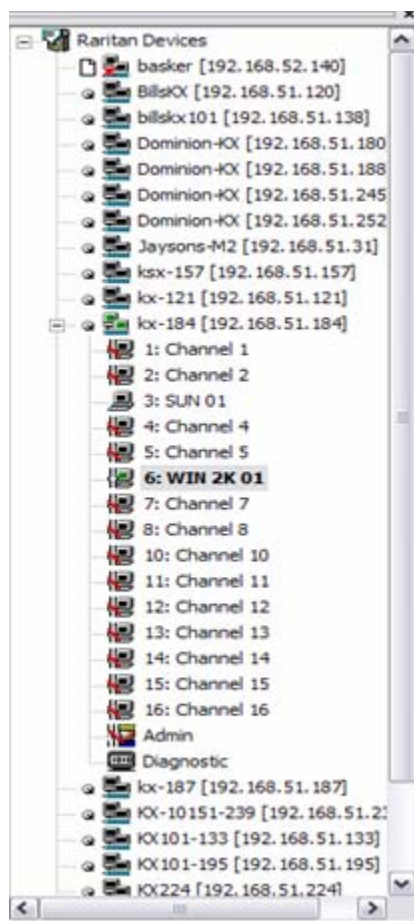 Raritan Devices
basker [192.168.52.140]
BillsKX [192.168.51.120]
billskx101 [192.168.51.138]
Dominion-KX [192.168.51.180
Dominion-KX [192.168.51.188
Dominion-KX [192.168.51.245
Dominion-KX [192.168.51.252
Jaysons-M2 [192.168.51.31]
ksx-157 [192.168.51.157]
kx-121 [192.168.51.121]
kx-184 [192.168.51.184]
1: Channel 1
2: Channel 2
3: SUN 01
4: Channel 4
5: Channel 5
6: WIN 2K 01
7: Channel 7
8: Channel 8
10: Channel 10
11: Channel 11
12: Channel 12
13: Channel 13
14: Channel 14
15: Channel 15
16: Channel 16
Admin
Diagnostic
kx-187 [192.168.51.187]
KX-10151-239 [192.168.51.23
KX101-133 [192.168.51.133]
KX101-195 [192.168.51.195]
KX224 [192.168.51.224]